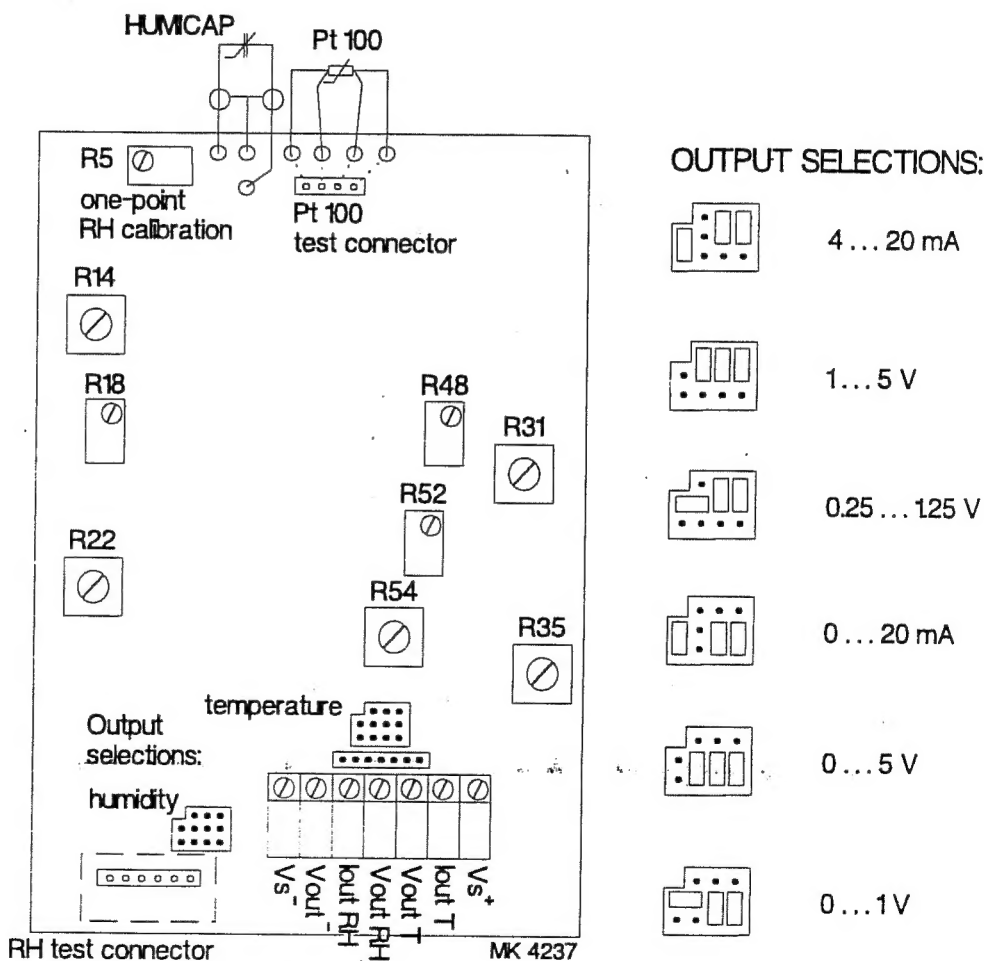 HUMICAP
Pt 100
R5
one-point
RH calibration
Pt 100
test connector
R14
R18
R48
R31
R52
R22
R54
R35
temperature
Output
selections:
humidity
Vs-
Vout-
Iout RH
Vout RH
Vout T
Iout T
Vs+
RH test connector
MK 4237
OUTPUT SELECTIONS:
4 ... 20 mA
1...5 V
0.25 ... 1.25 V
0 ... 20 mA
0 ... 5 V
0 ... 1 V